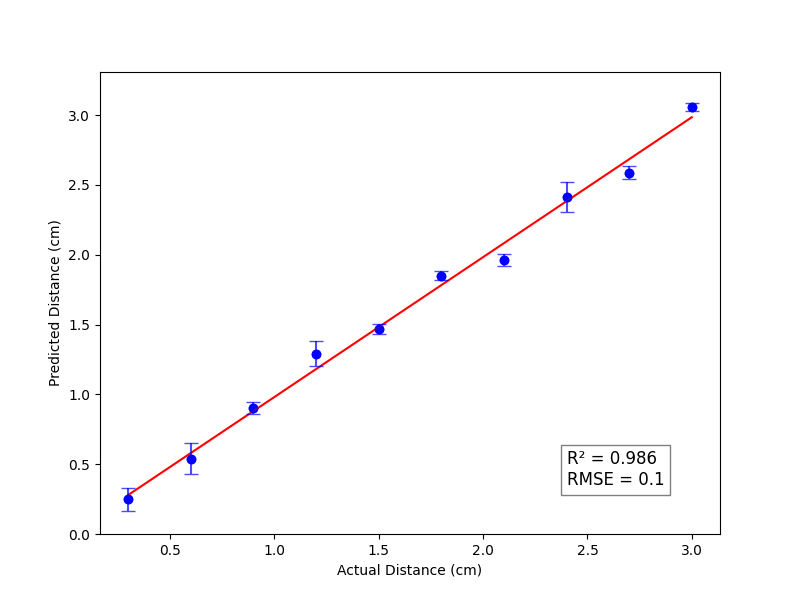 3.0
2.5
2.0
1.5
1.0
0.5
0.0
Predicted Distance (cm)
R² = 0.986
RMSE = 0.1
0.5 1.0 1.5 2.0 2.5 3.0
Actual Distance (cm)